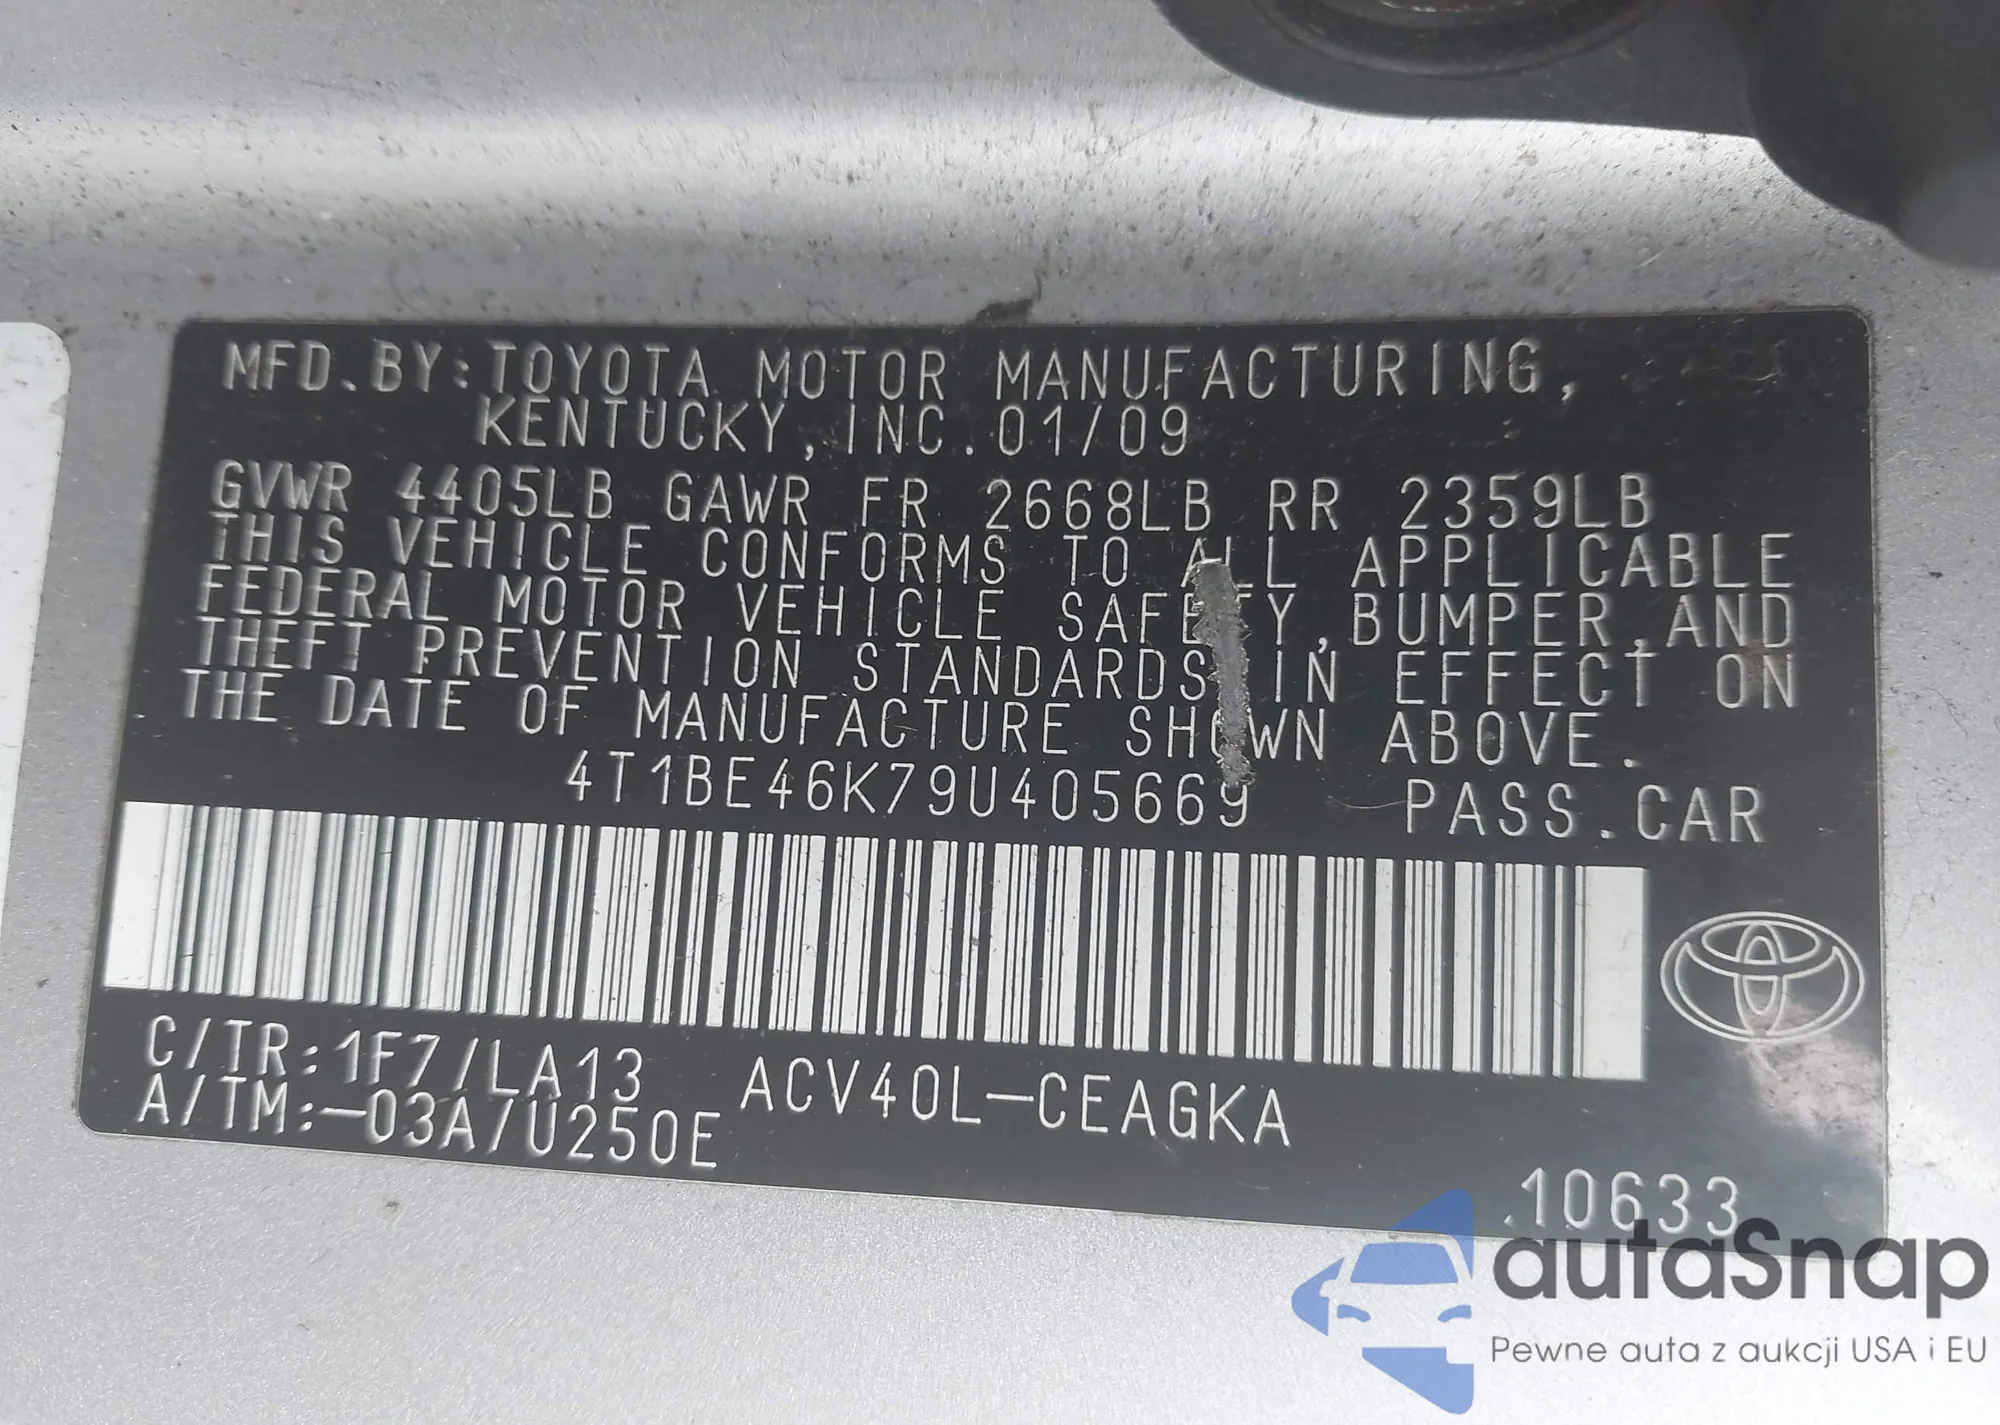 MFD. BY: TOYOTA MOTOR MANUFACTURING,
KENTUCKY, INC. 01/09
GVWR 4405LB GAWR FR 2668LB RR 2359LB
THIS VEHICLE CONFORMS TO ALL APPLICABLE
FEDERAL MOTOR VEHICLE SAFETY, BUMPER, AND
THEFT PREVENTION STANDARDS IN EFFECT ON
THE DATE OF MANUFACTURE SHOWN ABOVE.
4T1BE46K79U405669 PASS. CAR
C/TR: 1F7/LA13 ACV40L-CEAGKA
A/TM:-03A/U250E
.10633
autaSnap
Pewne auta z aukcji USA i EU